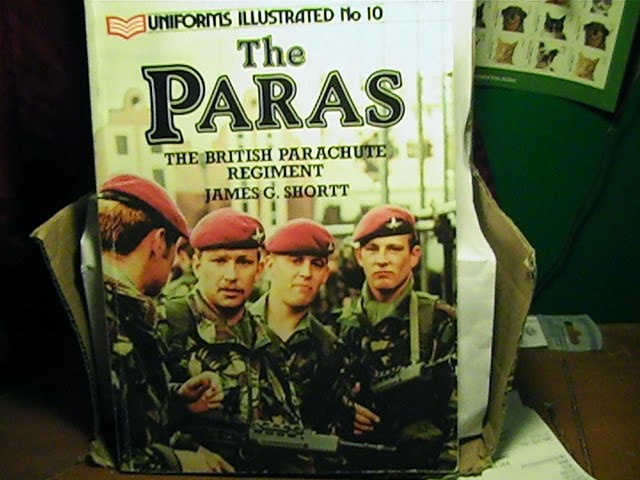 UNIFORMS ILLUSTRATED No 10
The
PARAS
THE BRITISH PARACHUTE
REGIMENT
JAMES G. SHORTT